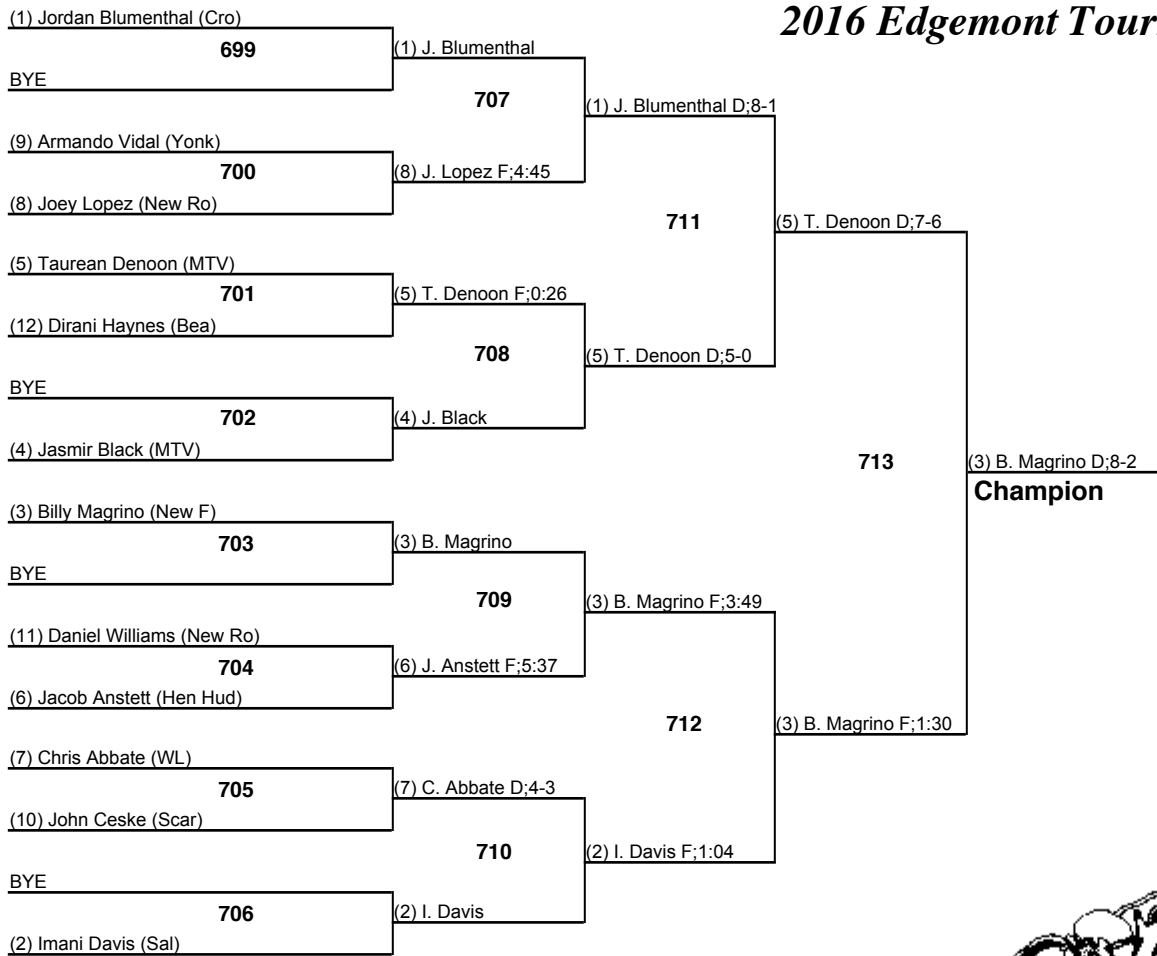 2016 Edgemont Tour
(1) Jordan Blumenthal (Cro)
699
BYE
(9) Armando Vidal (Yonk)
700
(8) Joey Lopez (New Ro)
(5) Taurean Denoon (MTV)
701
(12) Dirani Haynes (Bea)
BYE
702
(4) Jasmir Black (MTV)
(3) Billy Magrino (New F)
703
BYE
(11) Daniel Williams (New Ro)
704
(6) Jacob Anstett (Hen Hud)
(7) Chris Abbate (WL)
705
(10) John Ceske (Scar)
BYE
706
(2) Imani Davis (Sal)
(1) J. Blumenthal
707
(8) J. Lopez F;4:45
(5) T. Denoon F;0:26
708
(4) J. Black
(3) B. Magrino
709
(6) J. Anstett F;5:37
(7) C. Abbate D;4-3
710
(2) I. Davis
(1) J. Blumenthal D;8-1
711
(5) T. Denoon D;5-0
(3) B. Magrino F;3:49
712
(2) I. Davis F;1:04
(5) T. Denoon D;7-6
713
(3) B. Magrino F;1:30
(3) B. Magrino D;8-2
Champion